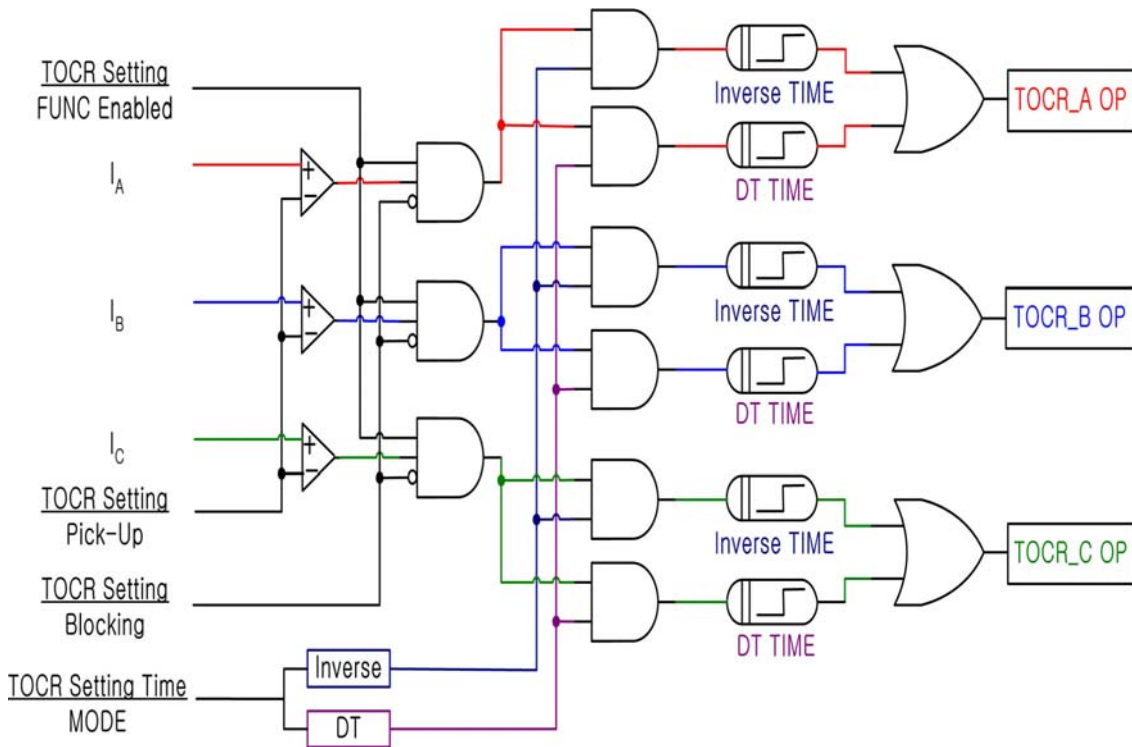 TOCR Setting
FUNC Enabled
I_A
+
−
Inverse TIME
DT TIME
TOCR_A OP
I_B
+
−
Inverse TIME
DT TIME
TOCR_B OP
I_C
+
−
Inverse TIME
DT TIME
TOCR_C OP
TOCR Setting
Pick-Up
TOCR Setting
Blocking
TOCR Setting Time
MODE
Inverse
DT